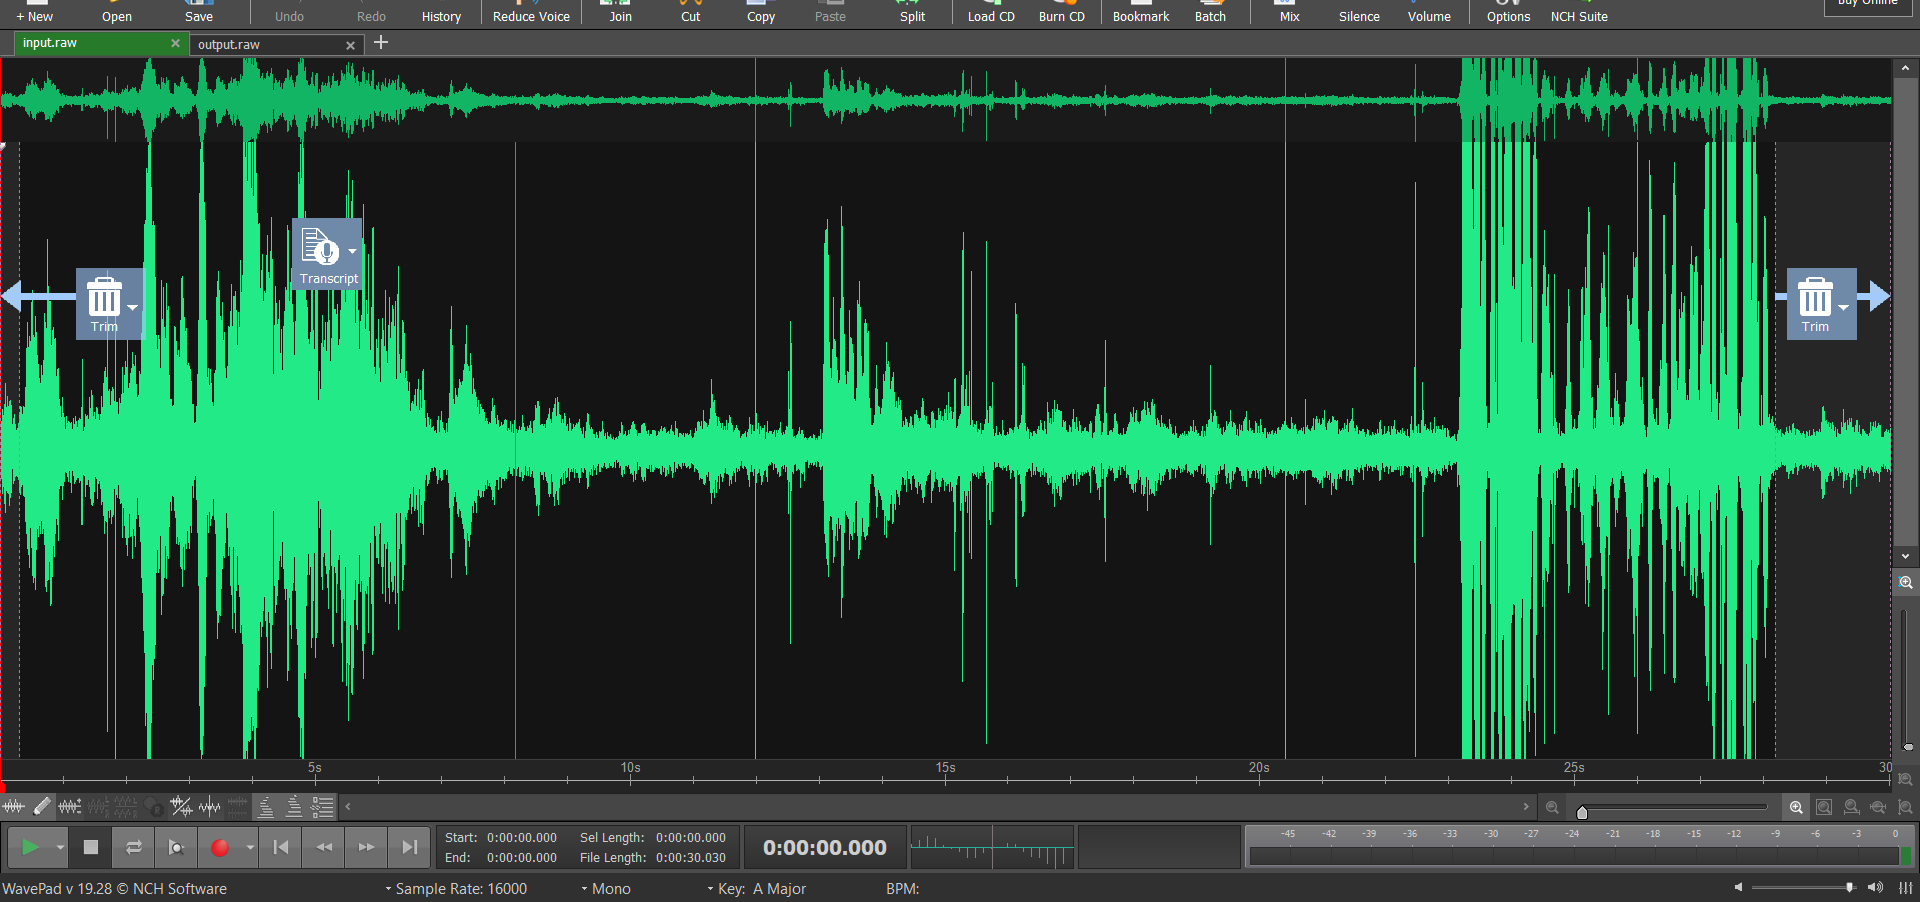 + New Open Save Undo Redo History Reduce Voice Join Cut Copy Paste Split Load CD Burn CD Bookmark Batch Mix Silence Volume Options NCH Suite Buy Online
input.raw output.raw
Transcript
Trim
Trim
5s 10s 15s 20s 25s 30
Start: 0:00:00.000 Sel Length: 0:00:00.000
End: 0:00:00.000 File Length: 0:00:30.030
0:00:00.000
-45 -42 -39 -36 -33 -30 -27 -24 -21 -18 -15 -12 -9 -6 -3 0
WavePad v 19.28 © NCH Software Sample Rate: 16000 Mono Key: A Major BPM: